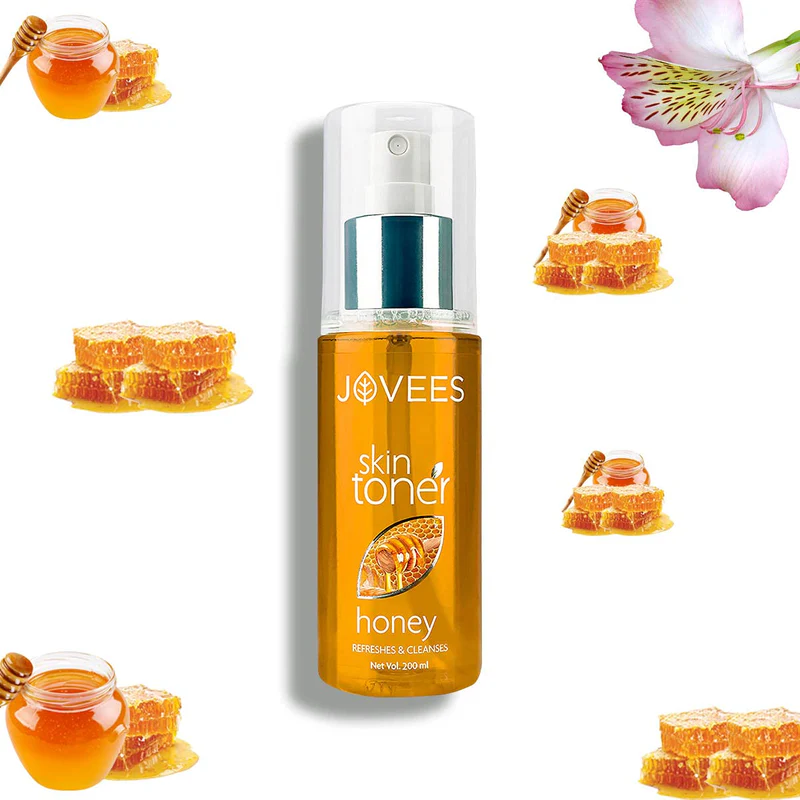 JOVEES
skin
toner
honey
REFRESHES & CLEANSES
Net Vol. 200 ml